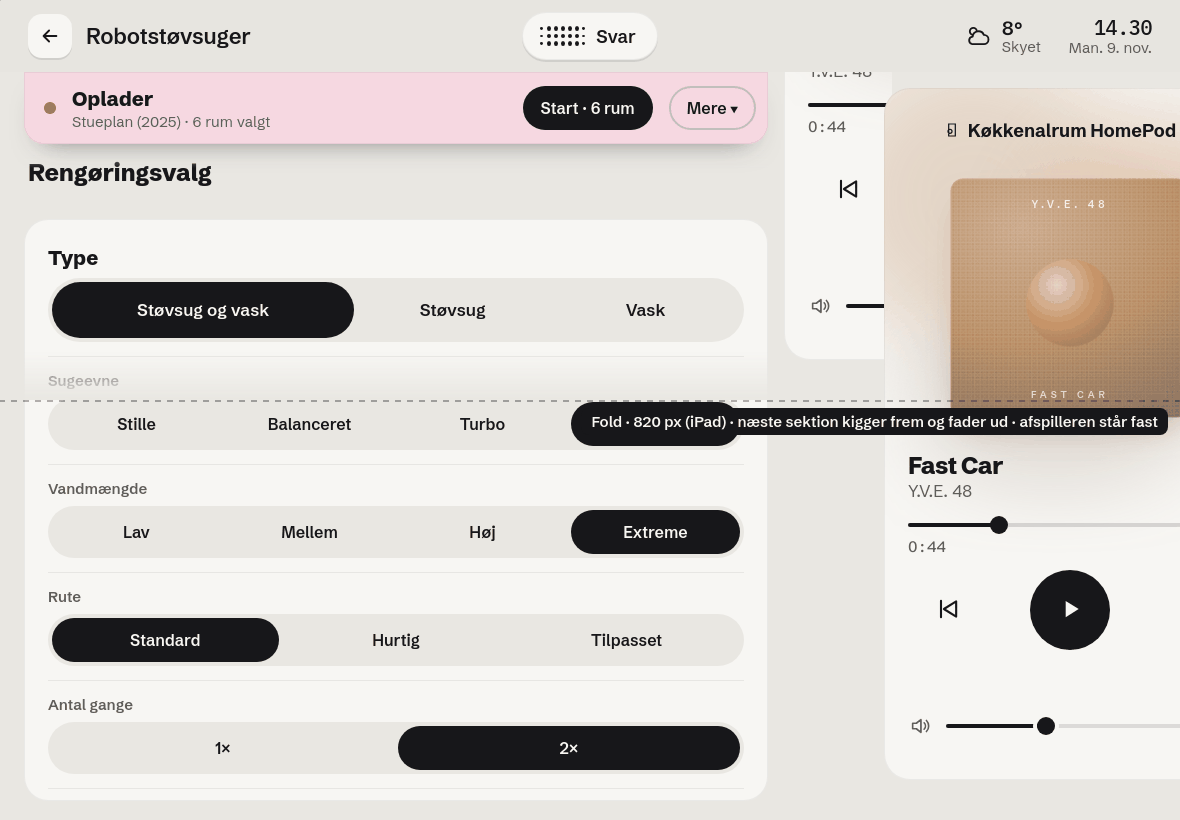 Robotstøvsuger
Svar
8°
Skyet
14.30
Man. 9. nov.
Oplader
Stueplan (2025) · 6 rum valgt
Start · 6 rum
Mere ▾
Rengøringsvalg
Type
Støvsug og vask
Støvsug
Vask
Sugeevne
Stille
Balanceret
Turbo
Fold · 820 px (iPad) · næste sektion kigger frem og fader ud · afspilleren står fast
Vandmængde
Lav
Mellem
Høj
Extreme
Rute
Standard
Hurtig
Tilpasset
Antal gange
1×
2×
Y.V.E. 48
0:44
Køkkenalrum HomePod
Y.V.E. 48
FAST CAR
Fast Car
Y.V.E. 48
0:44